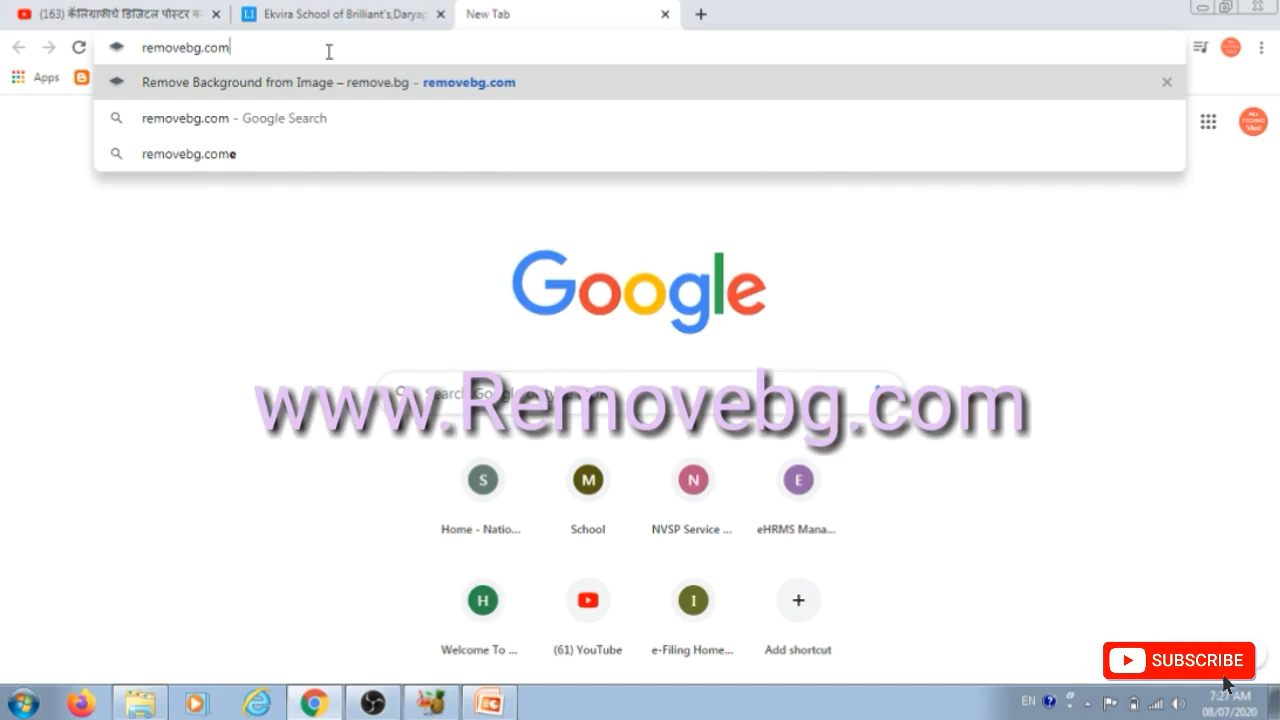 (163) कॅलिग्राफीचे डिजिटल पोस्टर क
Ekvira School of Brilliant's,Daryap
New Tab
removebg.com
Remove Background from Image – remove.bg - removebg.com
removebg.com - Google Search
removebg.come
Apps
Google
www.Removebg.com
S M N E
Home - Natio... School NVSP Service ... eHRMS Mana...
H I
Welcome To ... (61) YouTube e-Filing Home... Add shortcut
SUBSCRIBE
EN
7:27 AM
08/07/2020